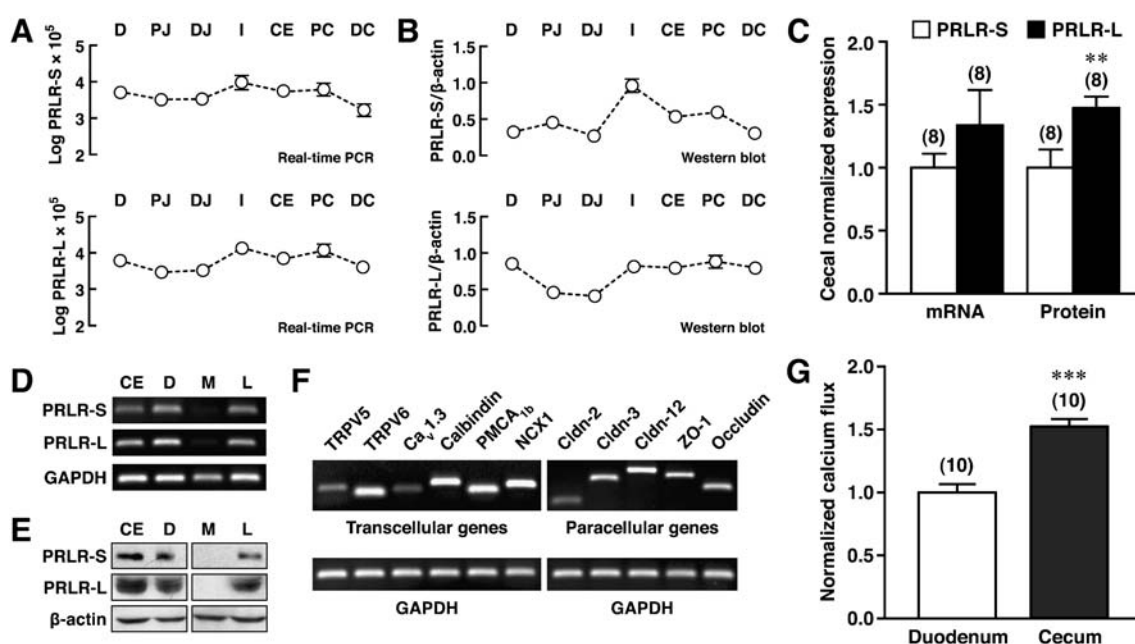 A
D PJ DJ I CE PC DC
Log PRLR-S × 10⁵
5
4
3
2
Real-time PCR
D PJ DJ I CE PC DC
Log PRLR-L × 10⁵
5
4
3
2
Real-time PCR
B
D PJ DJ I CE PC DC
PRLR-S/β-actin
1.5
1.0
0.5
0.0
Western blot
D PJ DJ I CE PC DC
PRLR-L/β-actin
1.5
1.0
0.5
0.0
Western blot
C
PRLR-S PRLR-L
Cecal normalized expression
2.0
1.5
1.0
1.5
0.0
(8)
(8)
(8)
**
(8)
mRNA Protein
D
CE D M L
PRLR-S
PRLR-L
GAPDH
E
CE D M L
PRLR-S
PRLR-L
β-actin
F
TRPV5 TRPV6 Caᵥ1.3 Calbindin PMCA₁b NCX1
Cldn-2 Cldn-3 Cldn-12 ZO-1 Occludin
Transcellular genes Paracellular genes
GAPDH GAPDH
G
Normalized calcium flux
2.0
1.5
1.0
1.5
0.0
(10)
***
(10)
Duodenum Cecum